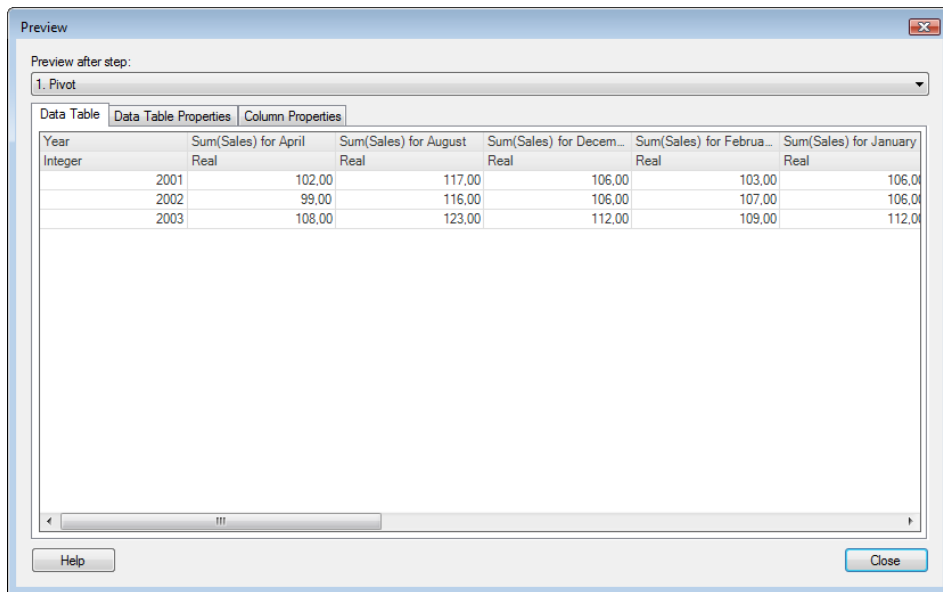 Preview
Preview after step:
1. Pivot
Data Table Data Table Properties Column Properties
Year Sum(Sales) for April Sum(Sales) for August Sum(Sales) for Decem... Sum(Sales) for Februa... Sum(Sales) for January
Integer Real Real Real Real Real
2001 102,00 117,00 106,00 103,00 106,00
2002 99,00 116,00 106,00 107,00 106,00
2003 108,00 123,00 112,00 109,00 112,00
Help Close